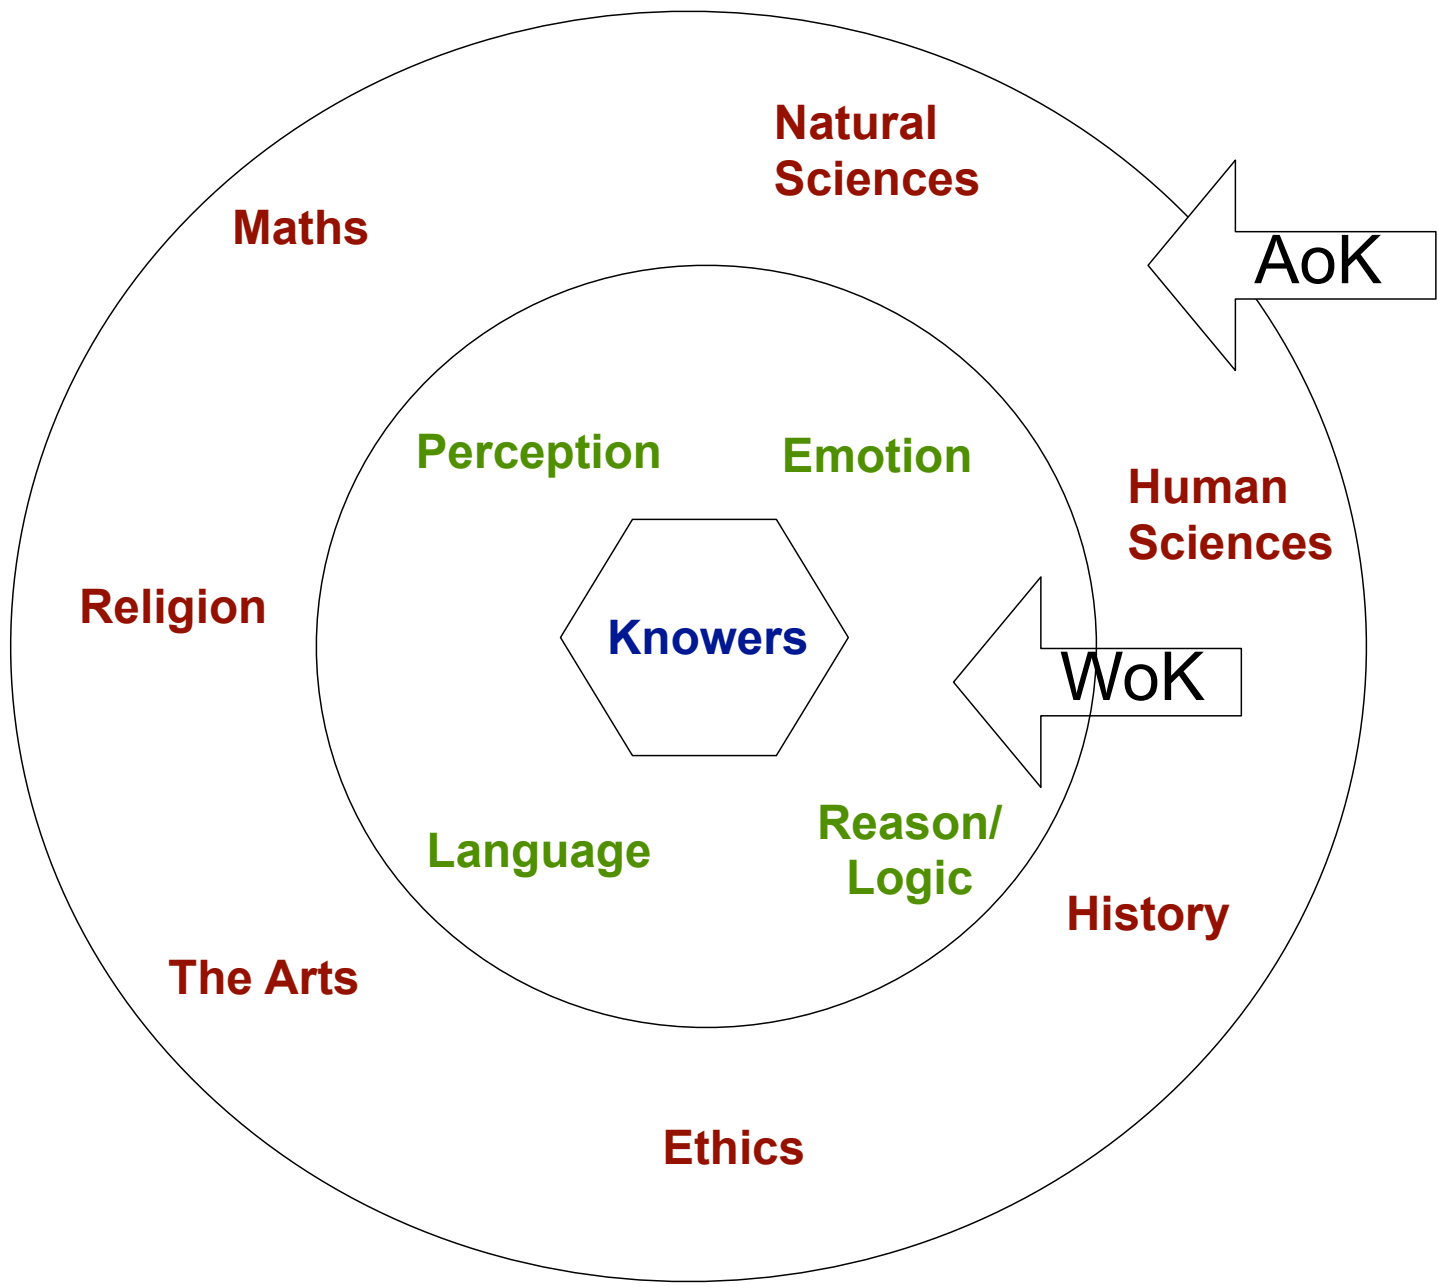 Natural
Sciences
Maths
AoK
Perception
Emotion
Human
Sciences
Religion
Knowers
WoK
Language
Reason/
Logic
History
The Arts
Ethics